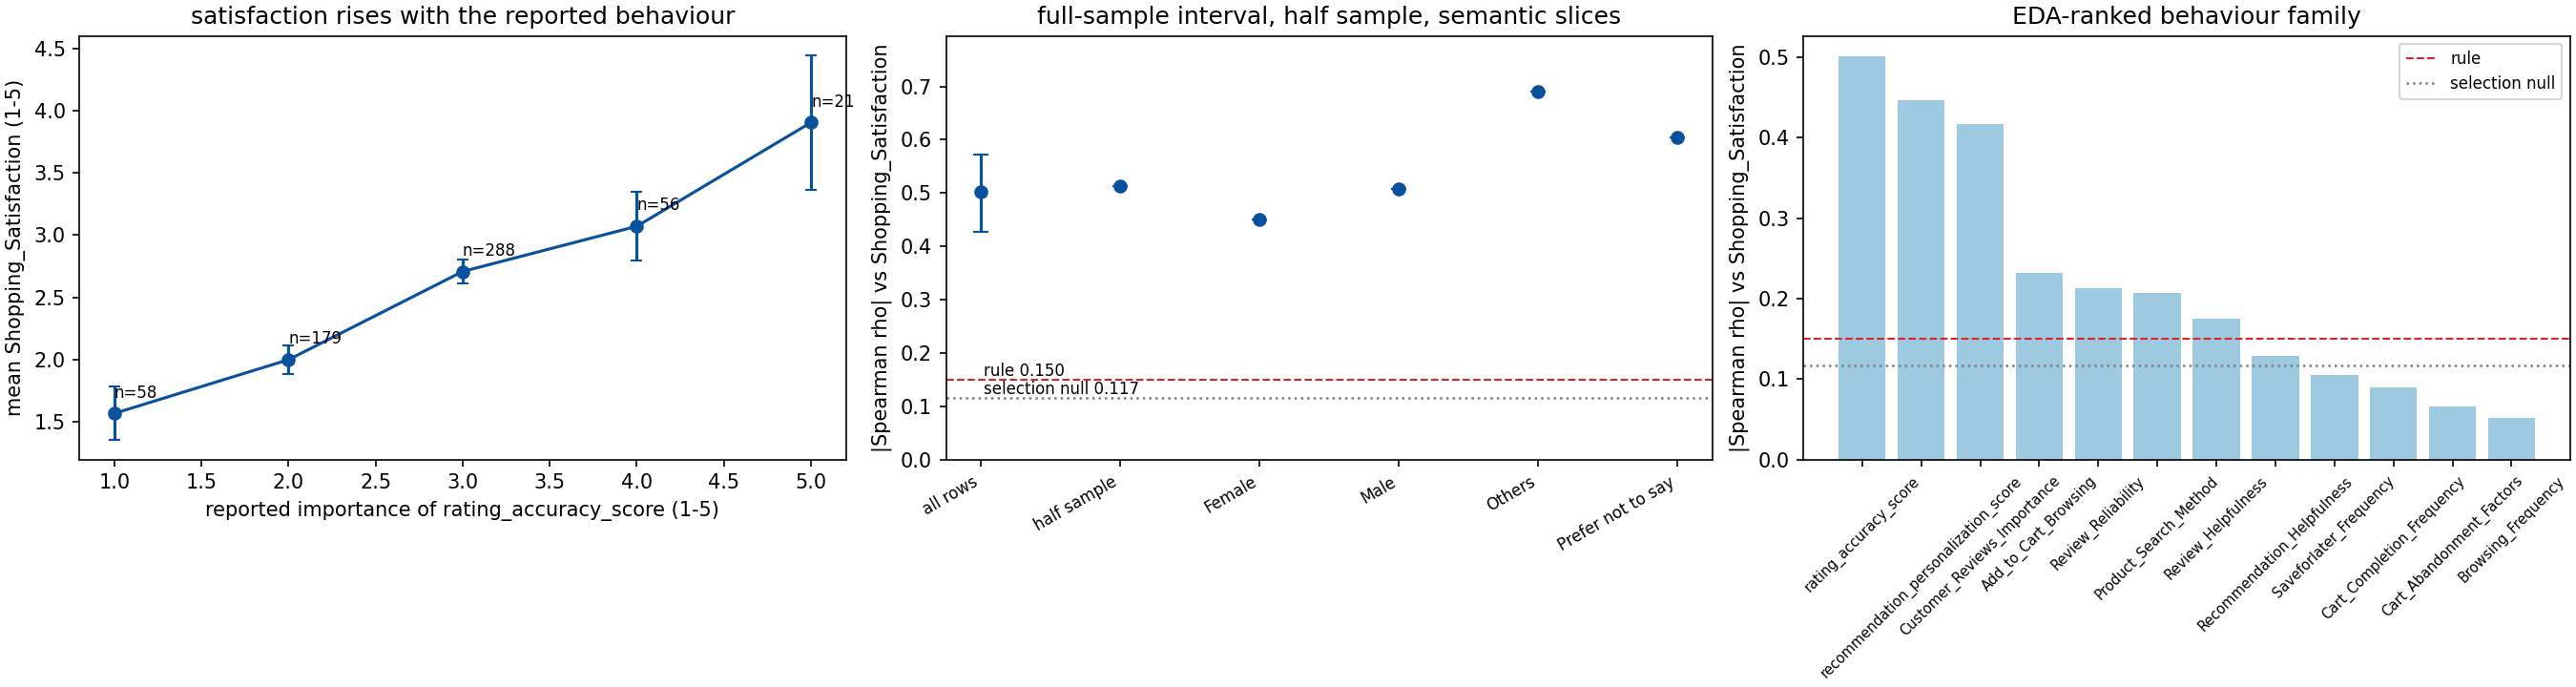 satisfaction rises with the reported behaviour
mean Shopping_Satisfaction (1-5)
4.5
4.0
3.5
3.0
2.5
2.0
1.5
n=58
n=179
n=288
n=56
n=21
1.0
1.5
2.0
2.5
3.0
3.5
4.0
4.5
5.0
reported importance of rating_accuracy_score (1-5)
full-sample interval, half sample, semantic slices
|Spearman rho| vs Shopping_Satisfaction
0.7
0.6
0.5
0.4
0.3
0.2
0.1
0.0
rule 0.150
selection null 0.117
all rows
half sample
Female
Male
Others
Prefer not to say
EDA-ranked behaviour family
|Spearman rho| vs Shopping_Satisfaction
0.5
0.4
0.3
0.2
0.1
0.0
rule
selection null
rating_accuracy_score
recommendation_personalization_score
Customer_Reviews_Importance
Add_to_Cart_Browsing
Review_Reliability
Product_Search_Method
Review_Helpfulness
Recommendation_Helpfulness
Saveforlater_Frequency
Cart_Completion_Frequency
Cart_Abandonment_Factors
Browsing_Frequency